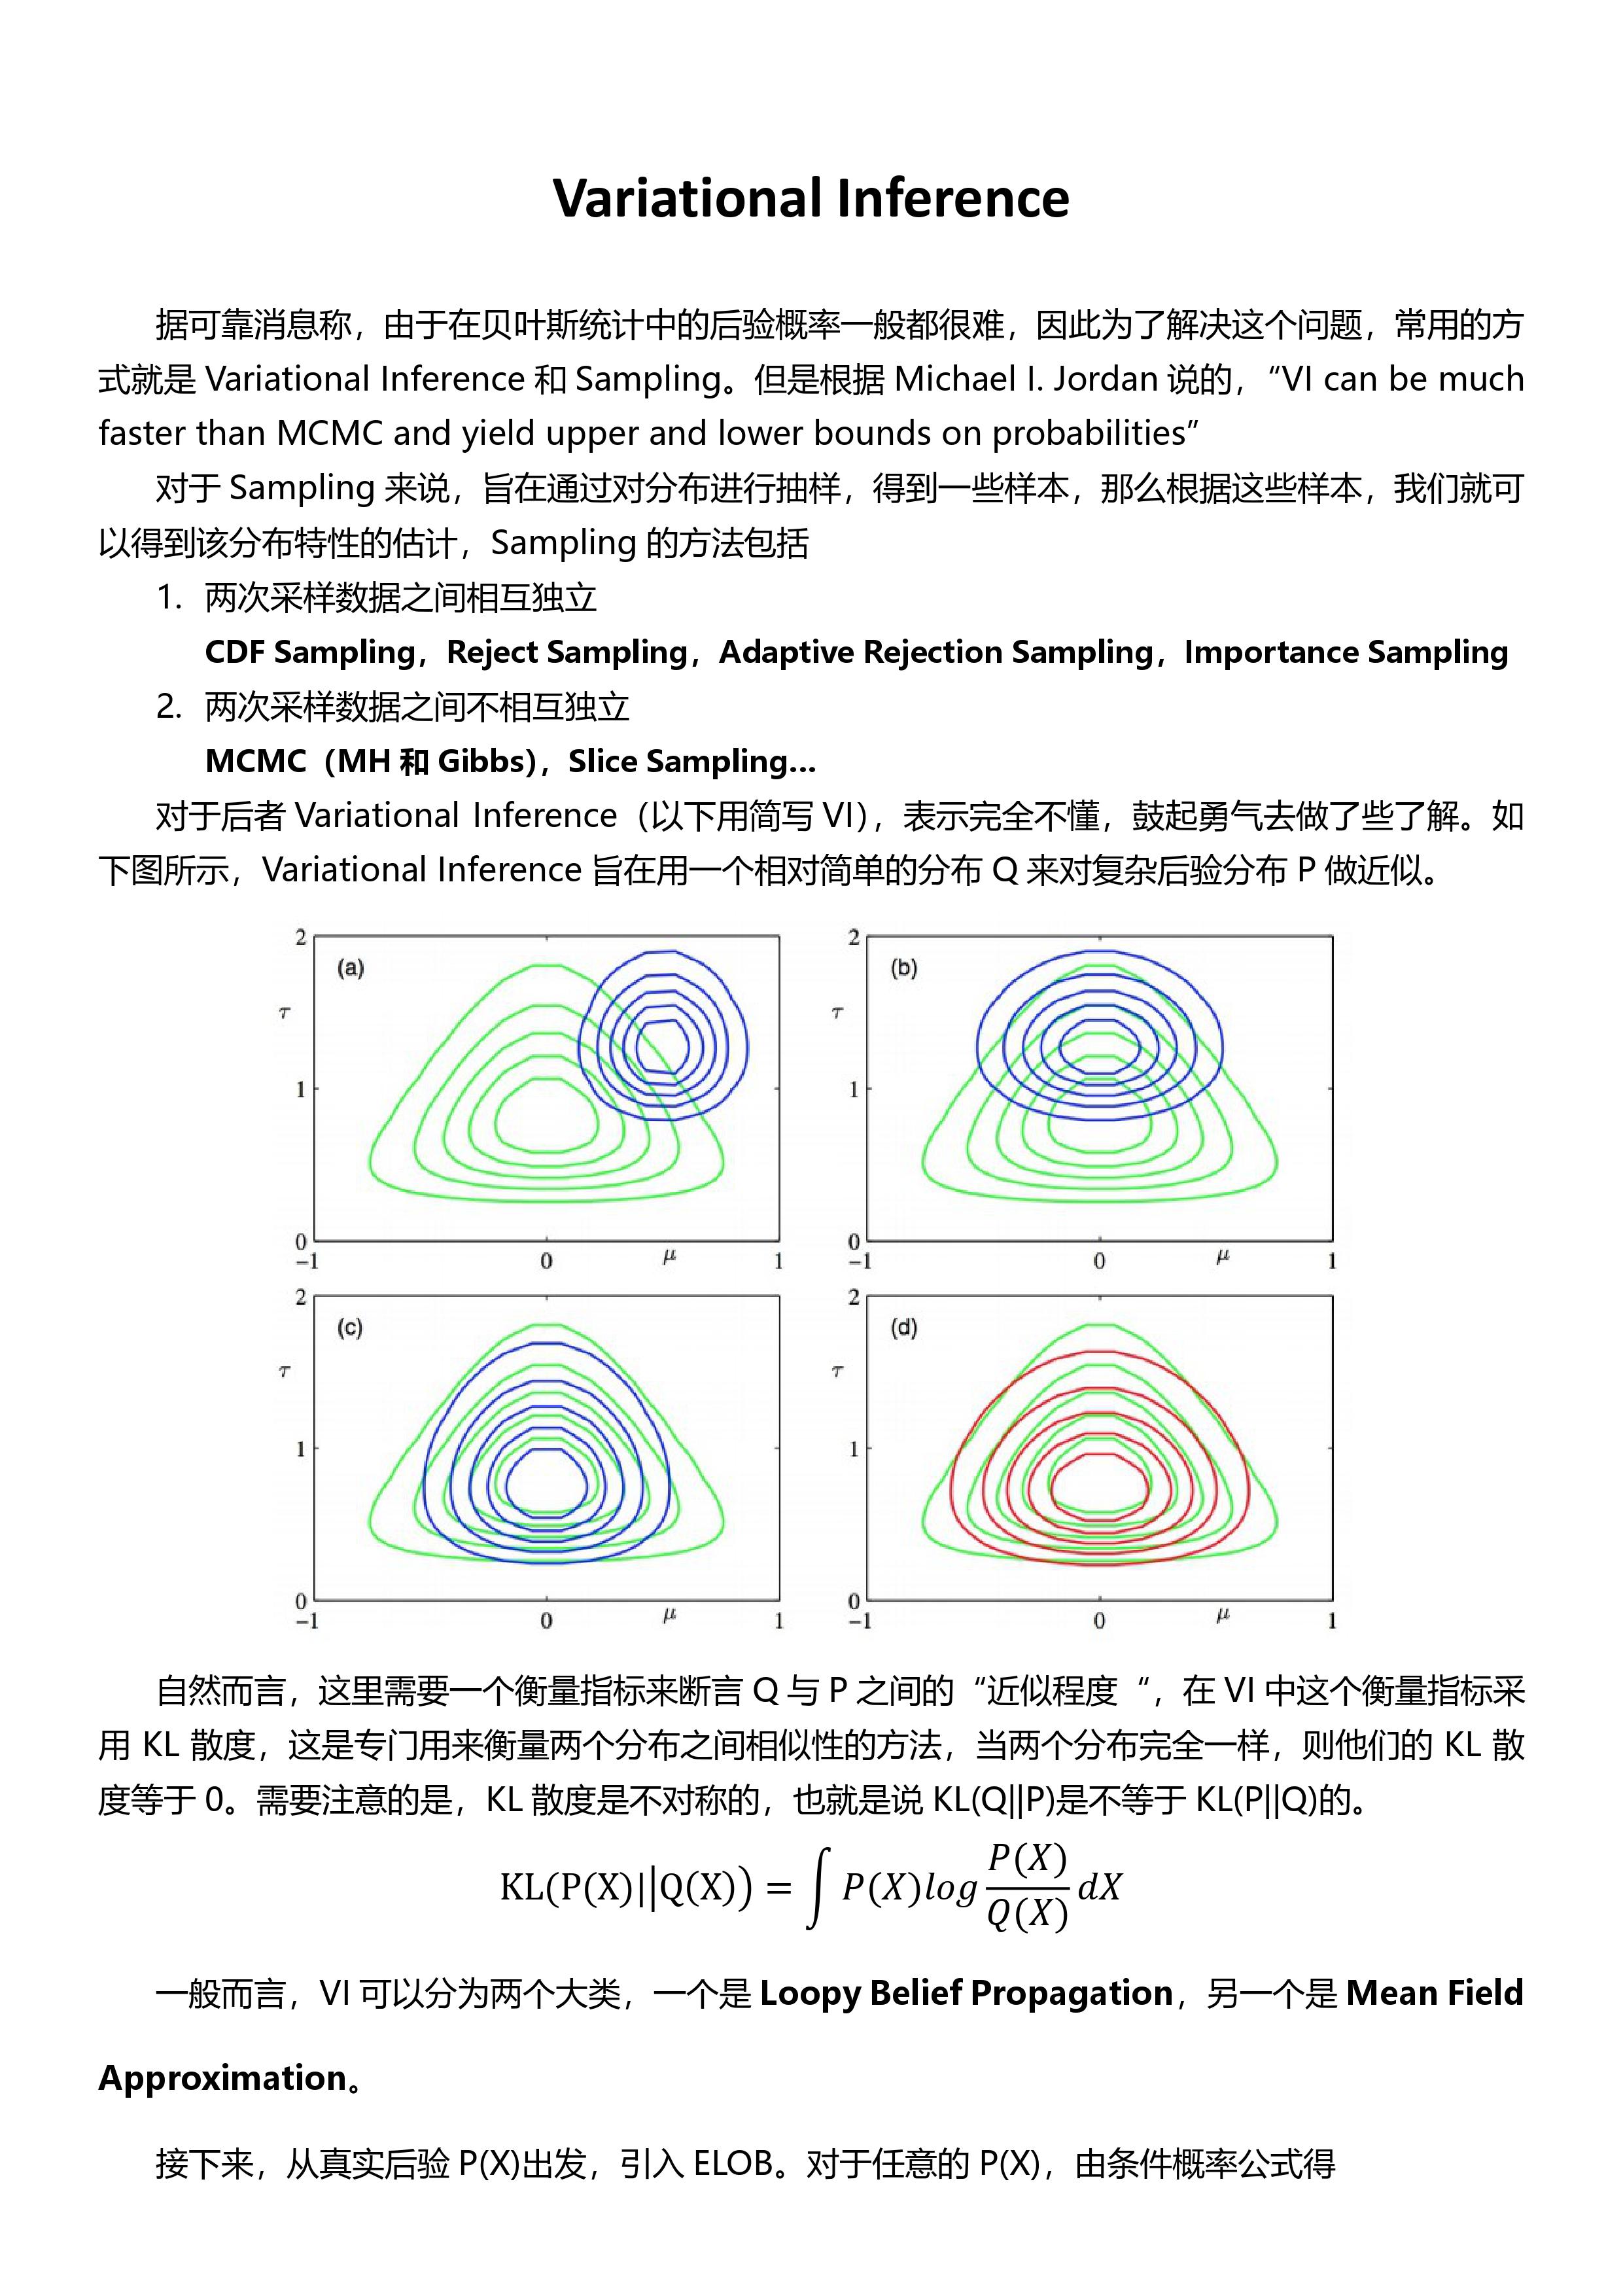 Variational Inference
据可靠消息称，由于在贝叶斯统计中的后验概率一般都很难，因此为了解决这个问题，常用的方
式就是 Variational Inference 和 Sampling。但是根据 Michael I. Jordan 说的，“VI can be much
faster than MCMC and yield upper and lower bounds on probabilities”
对于 Sampling 来说，旨在通过对分布进行抽样，得到一些样本，那么根据这些样本，我们就可
以得到该分布特性的估计，Sampling 的方法包括
1. 两次采样数据之间相互独立
CDF Sampling，Reject Sampling，Adaptive Rejection Sampling，Importance Sampling
2. 两次采样数据之间不相互独立
MCMC（MH 和 Gibbs），Slice Sampling…
对于后者 Variational Inference（以下用简写 VI），表示完全不懂，鼓起勇气去做了些了解。如
下图所示，Variational Inference 旨在用一个相对简单的分布 Q 来对复杂后验分布 P 做近似。
2
(a)
τ
1
0
−1 0 μ 1
2
(b)
τ
1
0
−1 0 μ 1
2
(c)
τ
1
0
−1 0 μ 1
2
(d)
τ
1
0
−1 0 μ 1
自然而言，这里需要一个衡量指标来断言 Q 与 P 之间的“近似程度“，在 VI 中这个衡量指标采
用 KL 散度，这是专门用来衡量两个分布之间相似性的方法，当两个分布完全一样，则他们的 KL 散
度等于 0。需要注意的是，KL 散度是不对称的，也就是说 KL(Q||P)是不等于 KL(P||Q)的。
KL(P(X)||Q(X)) = ∫ P(X)log P(X)/Q(X) dX
一般而言，VI 可以分为两个大类，一个是 Loopy Belief Propagation，另一个是 Mean Field
Approximation。
接下来，从真实后验 P(X)出发，引入 ELOB。对于任意的 P(X)，由条件概率公式得